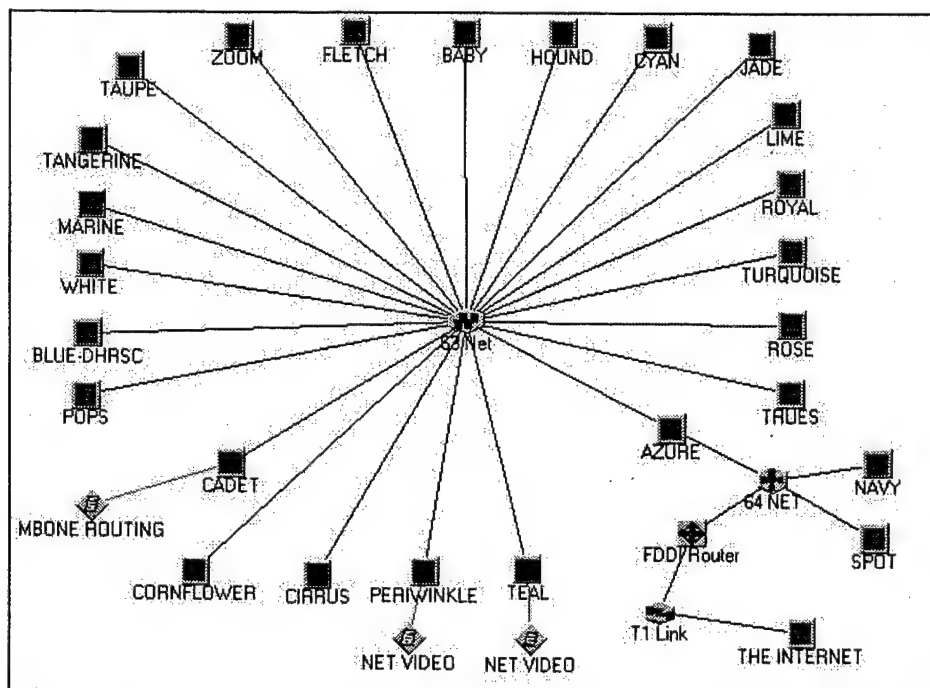 ZOOM
FLETCH
BABY
HOUND
CYAN
JADE
TAUPE
LIME
TANGERINE
ROYAL
MARINE
TURQUOISE
WHITE
63 Net
BLUE-DHRSC
ROSE
POPS
TRUES
AZURE
CADET
NAVY
64 NET
MBONE ROUTING
FDDI Router
SPOT
CORNFLOWER
CIRRUS
PERIWINKLE
TEAL
T1 Link
THE INTERNET
NET VIDEO
NET VIDEO